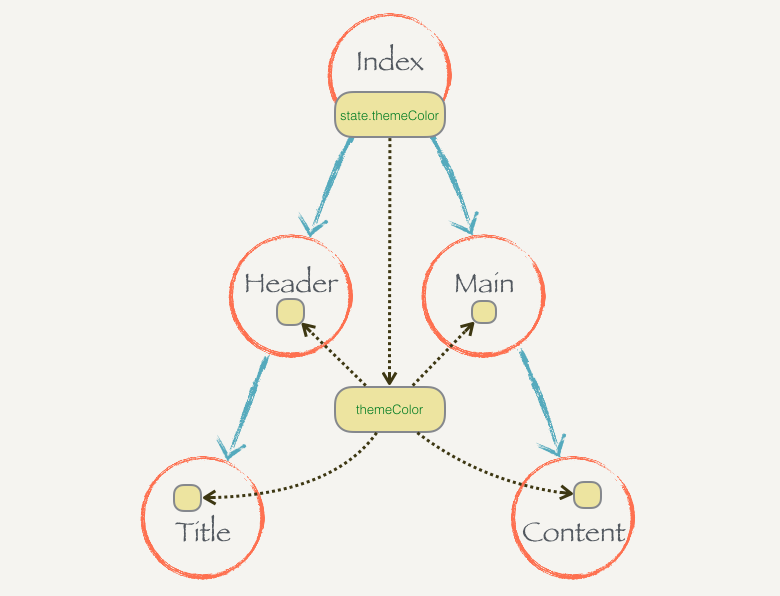 Index
state.themeColor
Header
Main
themeColor
Title
Content